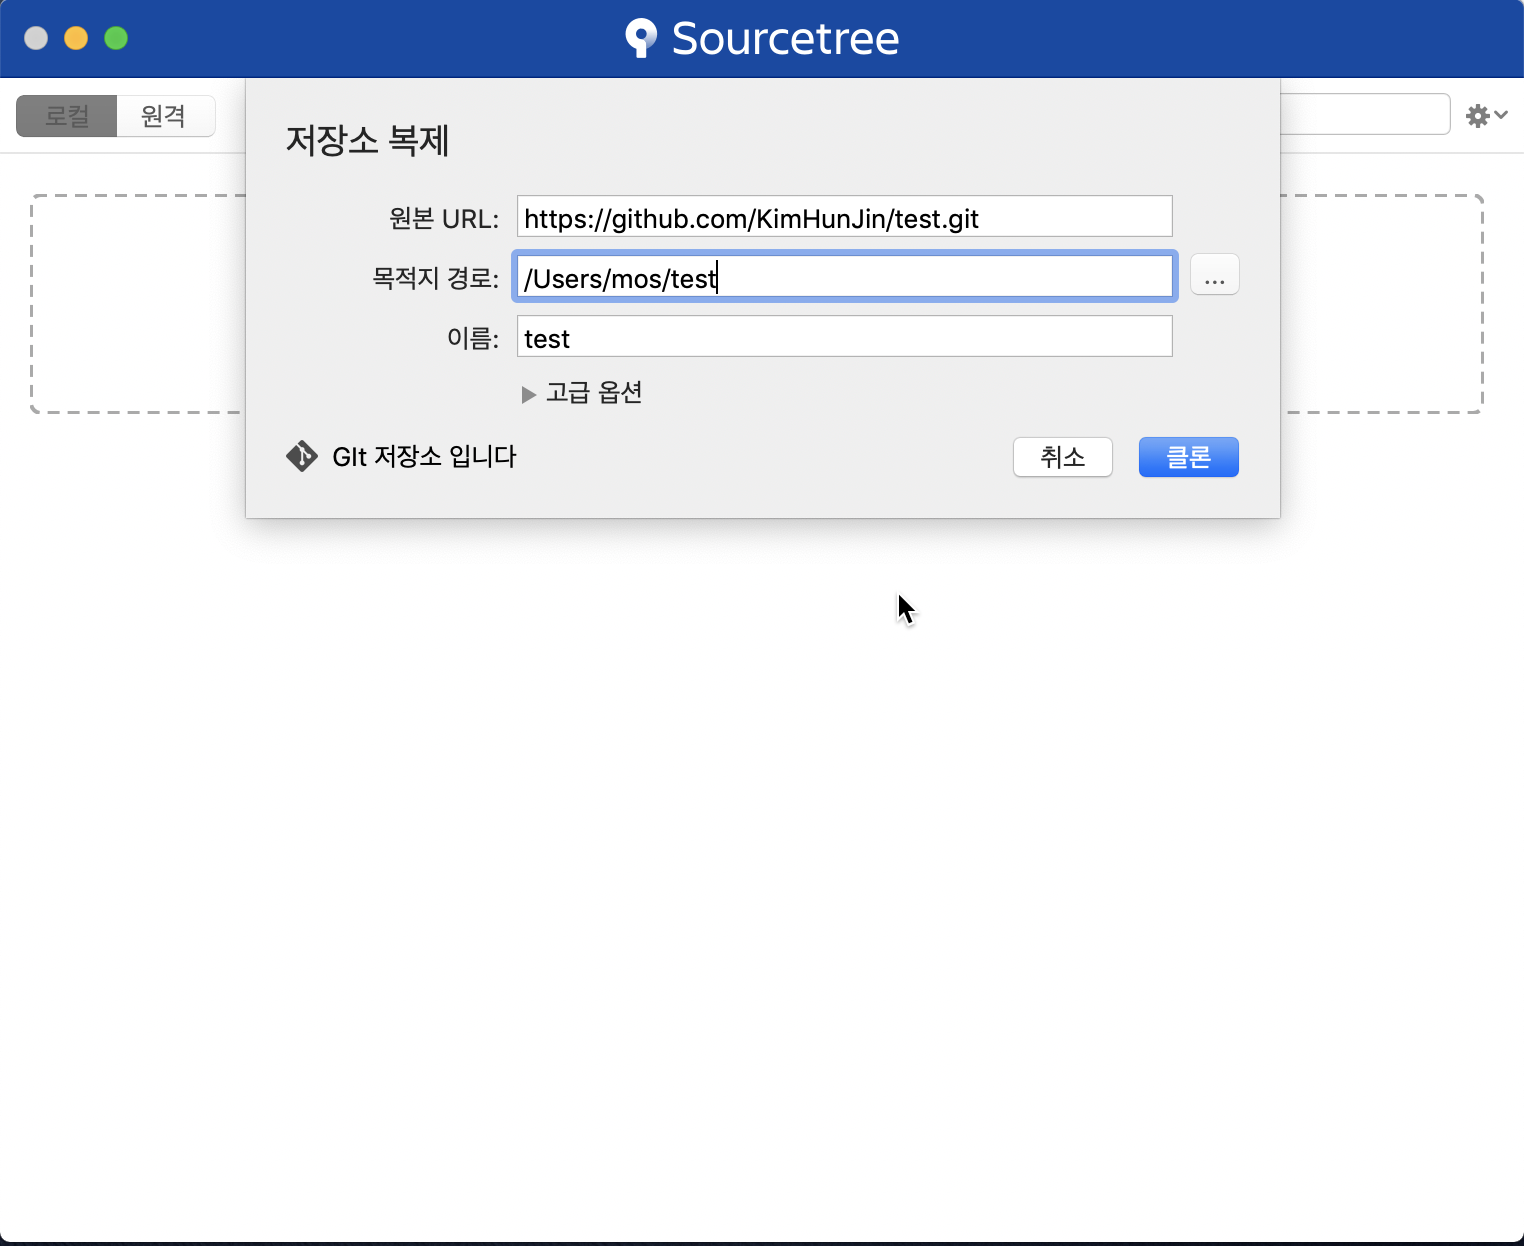 Sourcetree
로컬 원격
저장소 복제
원본 URL: https://github.com/KimHunJin/test.git
목적지 경로: /Users/mos/test ...
이름: test
고급 옵션
GIt 저장소 입니다 취소 클론